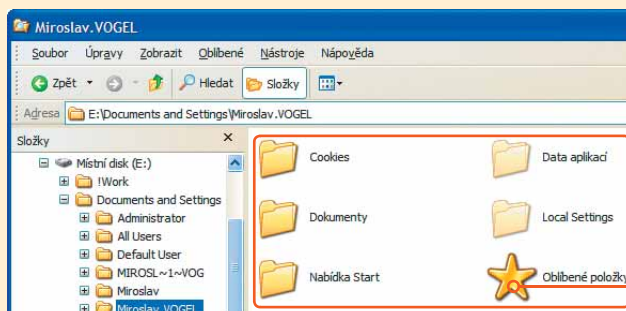 Miroslav.VOGEL
Soubor Úpravy Zobrazit Oblíbené Nástroje Nápověda
Zpět Hledat Složky
Adresa E:\Documents and Settings\Miroslav.VOGEL
Složky ×
Místní disk (E:)
!Work
Documents and Settings
Administrator
All Users
Default User
MIROSL~1~VOG
Miroslav
Miroslav.VOGEL
Cookies Data aplikací
Dokumenty Local Settings
Nabídka Start Oblíbené položky